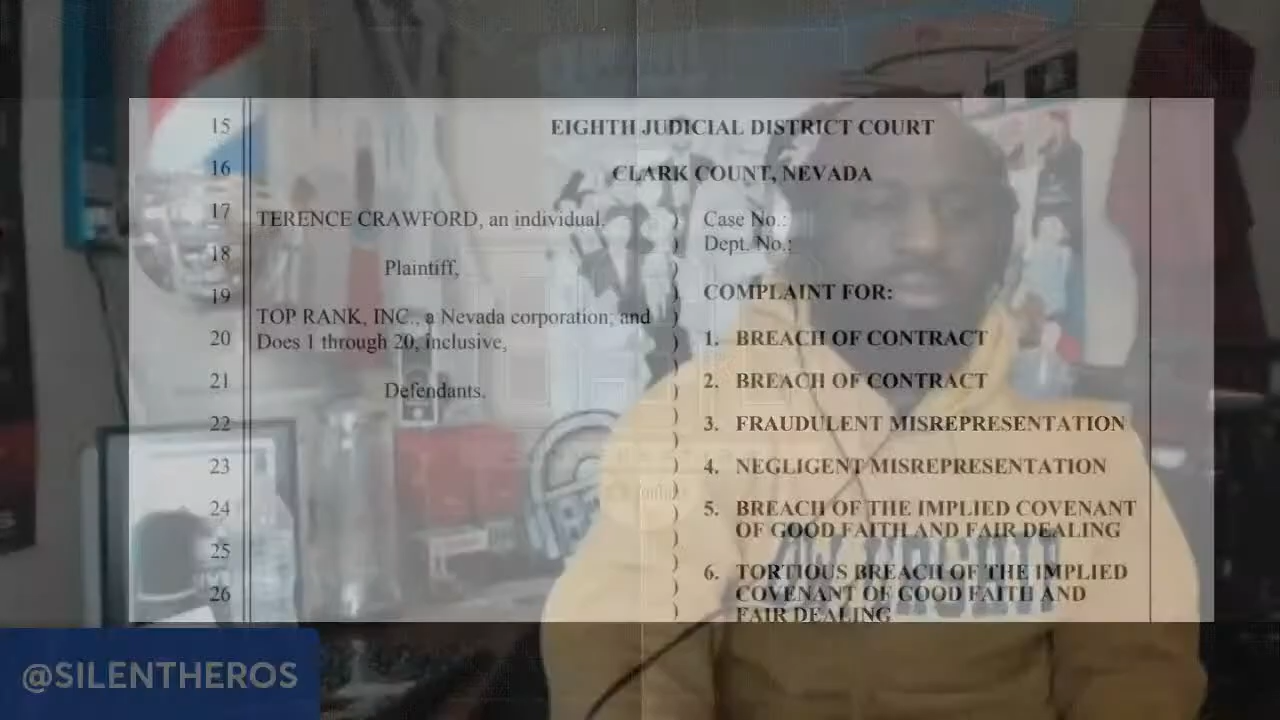 15 EIGHTH JUDICIAL DISTRICT COURT
16 CLARK COUNT, NEVADA
17 TERENCE CRAWFORD, an individual, ) Case No.:
) Dept. No.:
18 Plaintiff, )
19 ) COMPLAINT FOR:
TOP RANK, INC., a Nevada corporation; and )
20 Does 1 through 20, inclusive, ) 1. BREACH OF CONTRACT
21 Defendants. ) 2. BREACH OF CONTRACT
22 ) 3. FRAUDULENT MISREPRESENTATION
23 ) 4. NEGLIGENT MISREPRESENTATION
24 ) 5. BREACH OF THE IMPLIED COVENANT
) OF GOOD FAITH AND FAIR DEALING
25 )
) 6. TORTIOUS BREACH OF THE IMPLIED
26 ) COVENANT OF GOOD FAITH AND
) FAIR DEALING
@SILENTHEROS